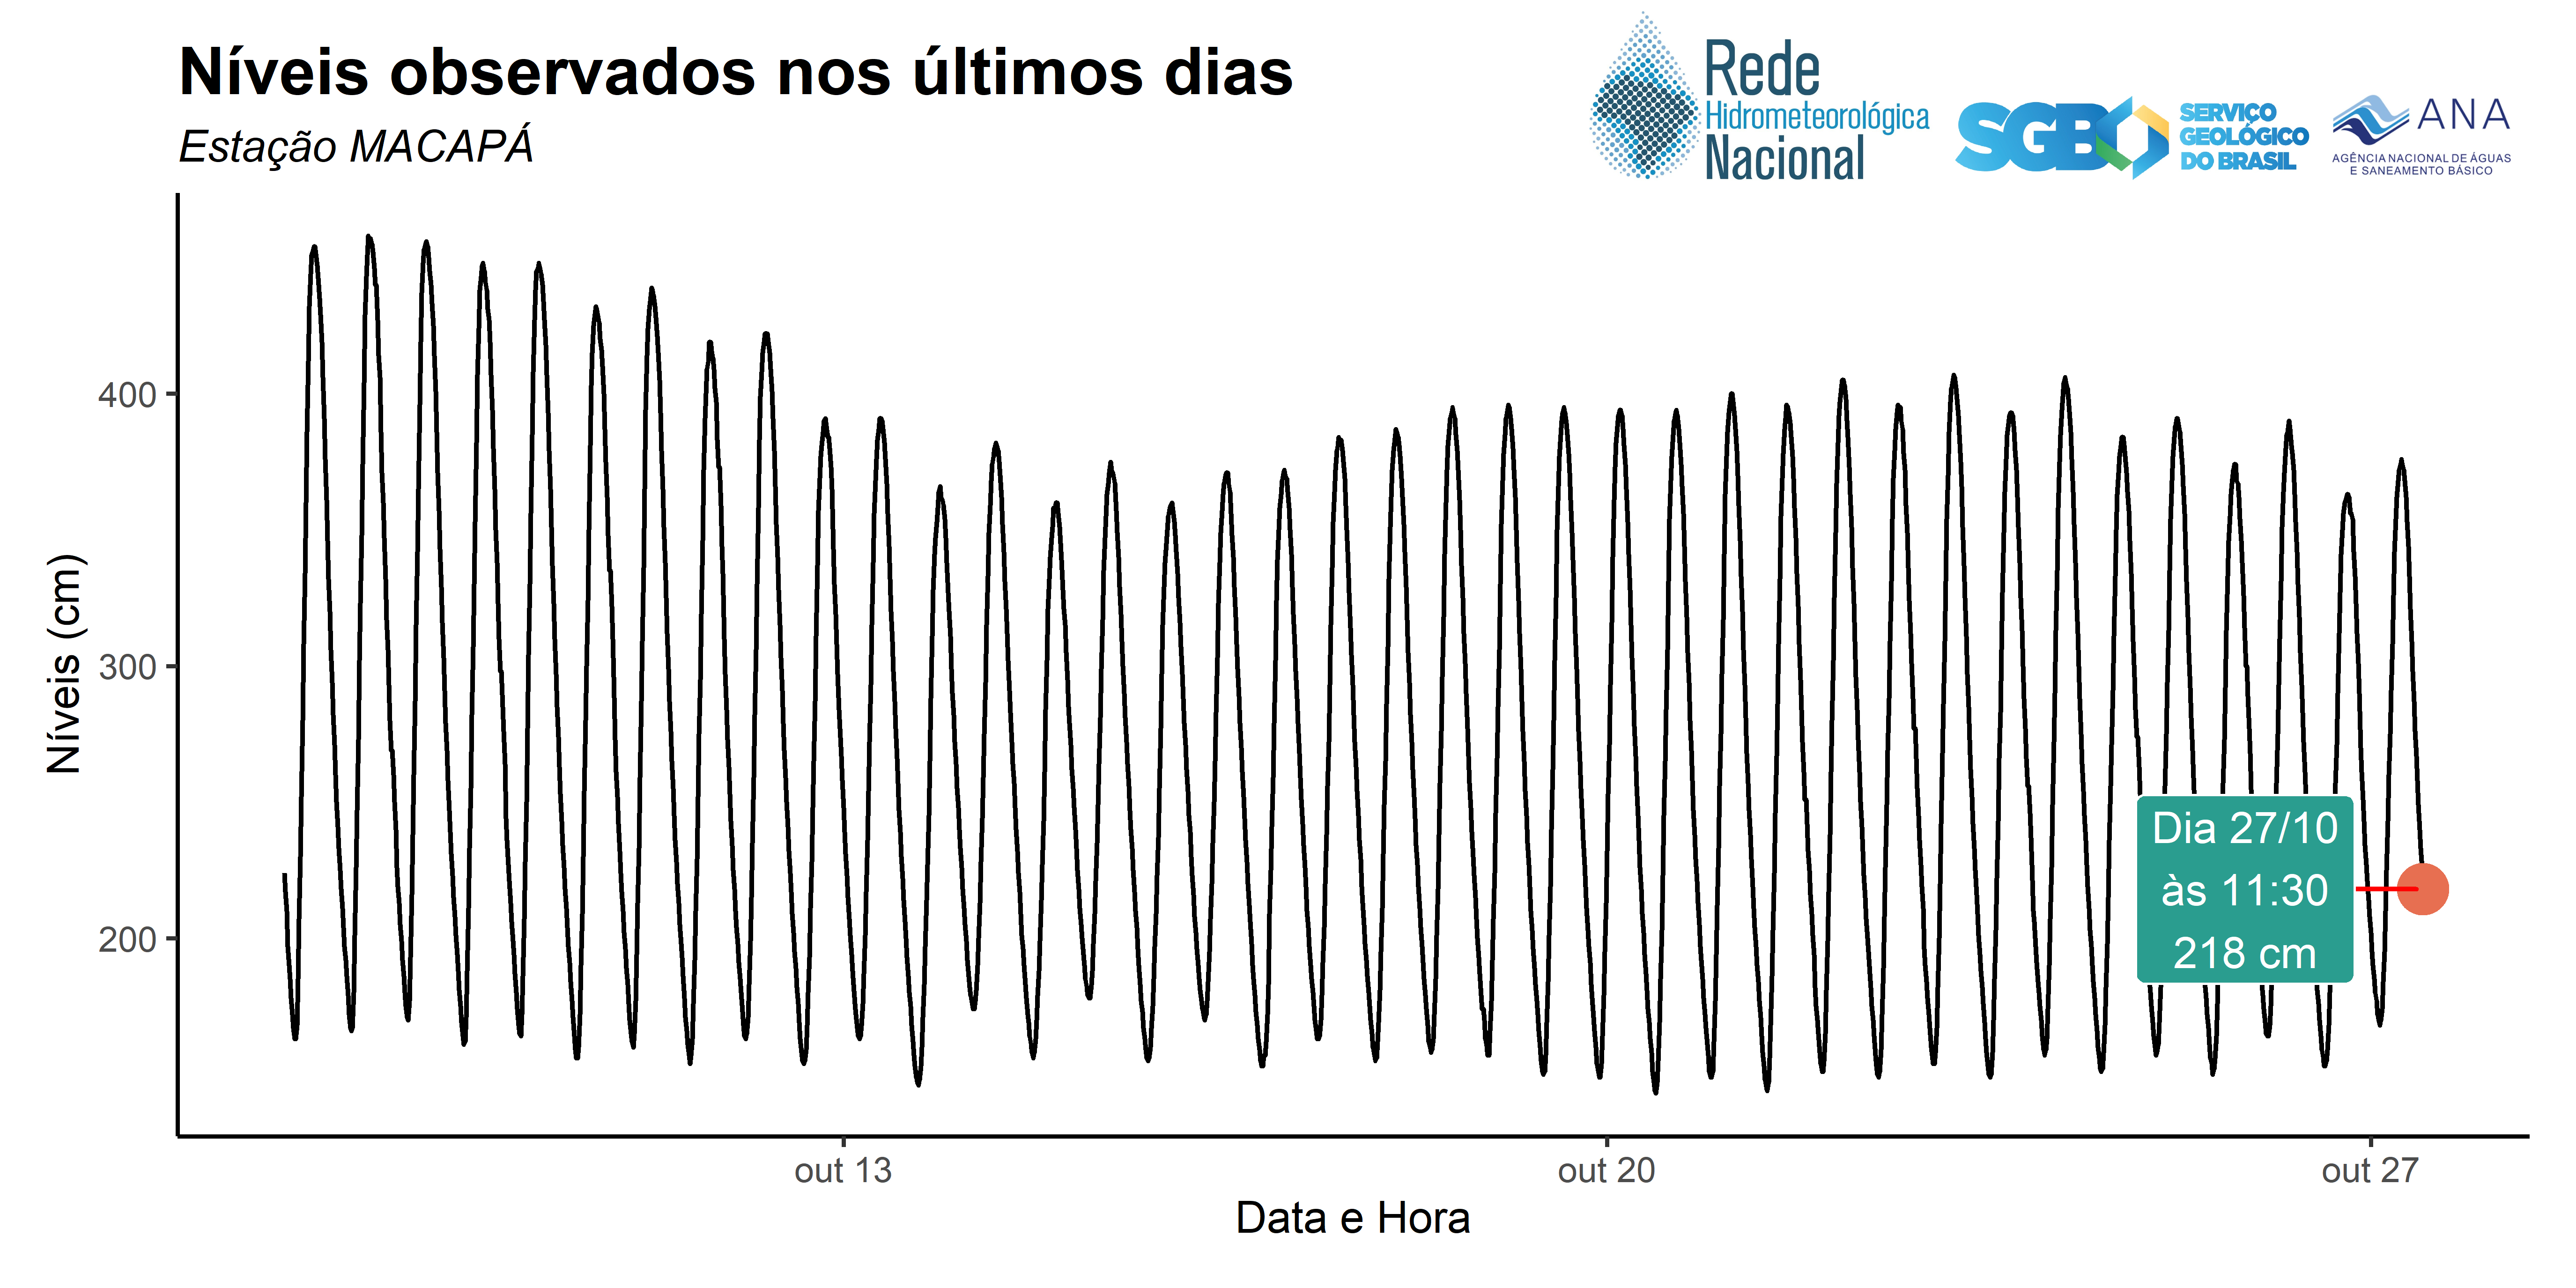 Níveis observados nos últimos dias
Estação MACAPÁ
Rede
Hidrometeorológica
Nacional
SGB
SERVIÇO
GEOLÓGICO
DO BRASIL
ANA
AGÊNCIA NACIONAL DE ÁGUAS
E SANEAMENTO BÁSICO
Níveis (cm)
400
300
200
Dia 27/10
às 11:30
218 cm
out 13
out 20
out 27
Data e Hora